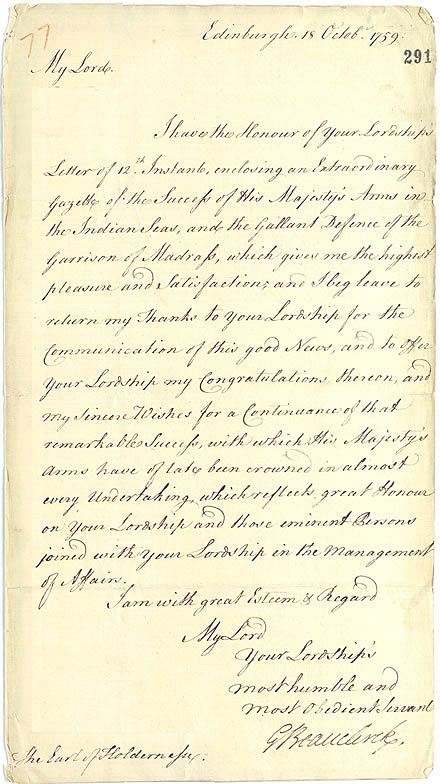 77
Edinburgh. 18 Octobr. 1759.
291
My Lord.
I have the Honour of Your Lordship's
Letter of 12th Instant, enclosing an Extraordinary
Gazette of the Success of His Majesty's Arms in
the Indian Seas, and the Gallant Defence of the
Garrison of Madrass, which gives me the highest
pleasure and Satisfaction; and I beg leave to
return my Thanks to Your Lordship for the
Communication of this good News, and to offer
Your Lordship my Congratulations thereon, and
my Sincere Wishes for a Continuance of that
remarkable Success, with which His Majesty's
Arms have of late been crowned in almost
every Undertaking, which reflects great Honour
on Your Lordship and those eminent Persons
joined with Your Lordship in the Management
of Affairs.
I am with great Esteem & Regard
My Lord
Your Lordship's
most humble and
most Obedient Servant
G Beauclerk.
The Earl of Holderness.